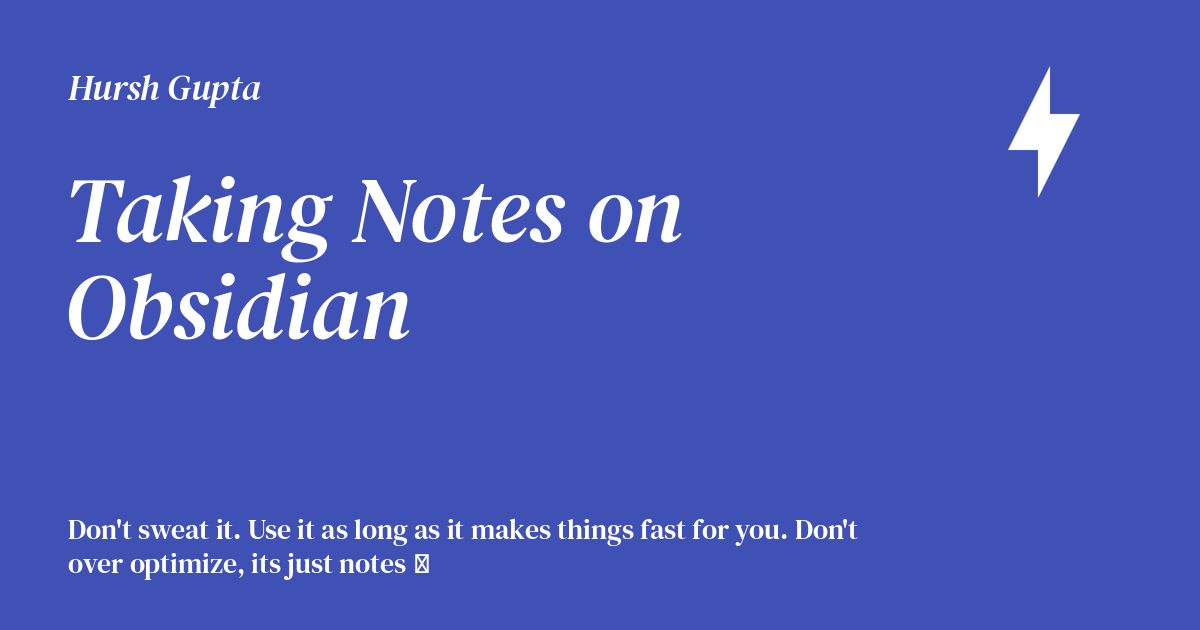 Hursh Gupta
Taking Notes on
Obsidian
Don't sweat it. Use it as long as it makes things fast for you. Don't
over optimize, its just notes